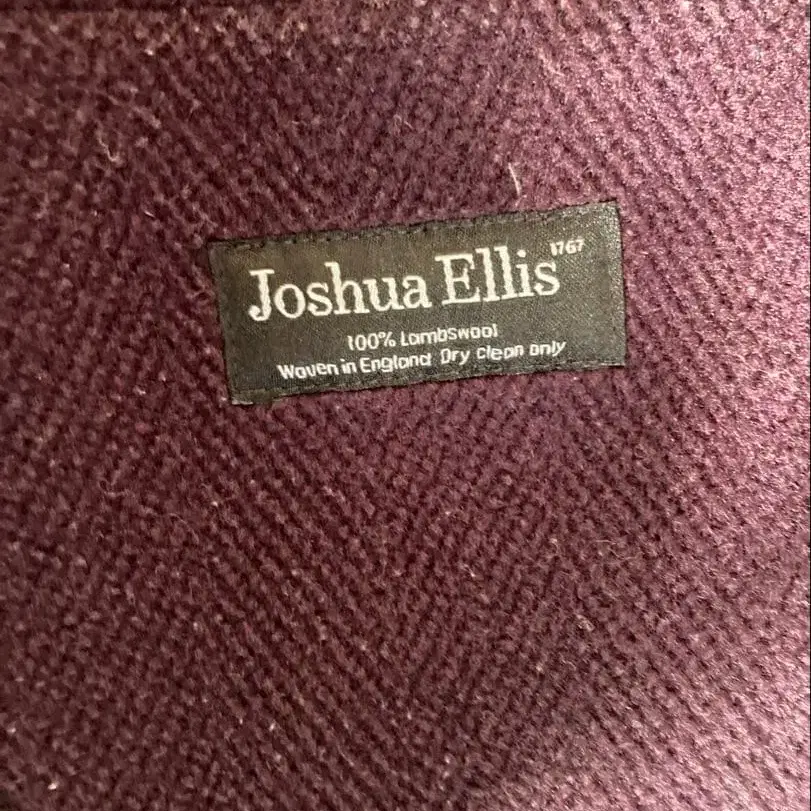 Joshua Ellis 1767
100% Lambswool
Woven in England Dry clean only